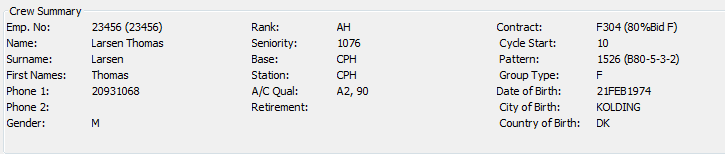 Crew Summary
Emp. No: 23456 (23456) Rank: AH Contract: F304 (80%Bid F)
Name: Larsen Thomas Seniority: 1076 Cycle Start: 10
Surname: Larsen Base: CPH Pattern: 1526 (B80-5-3-2)
First Names: Thomas Station: CPH Group Type: F
Phone 1: 20931068 A/C Qual: A2, 90 Date of Birth: 21FEB1974
Phone 2: Retirement: City of Birth: KOLDING
Gender: M Country of Birth: DK